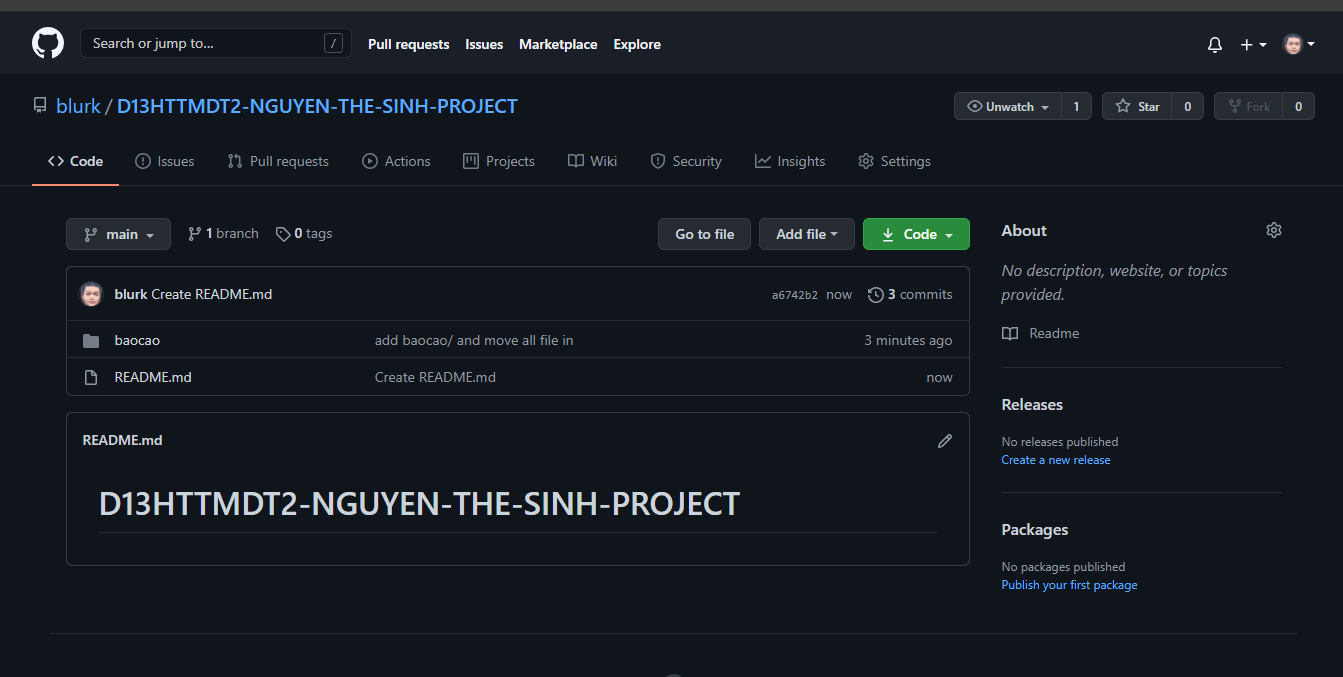 Search or jump to... /
Pull requests Issues Marketplace Explore
blurk / D13HTTMDT2-NGUYEN-THE-SINH-PROJECT
Unwatch 1 Star 0 Fork 0
Code Issues Pull requests Actions Projects Wiki Security Insights Settings
main 1 branch 0 tags Go to file Add file Code
blurk Create README.md a6742b2 now 3 commits
baocao add baocao/ and move all file in 3 minutes ago
README.md Create README.md now
README.md
D13HTTMDT2-NGUYEN-THE-SINH-PROJECT
About
No description, website, or topics
provided.
Readme
Releases
No releases published
Create a new release
Packages
No packages published
Publish your first package